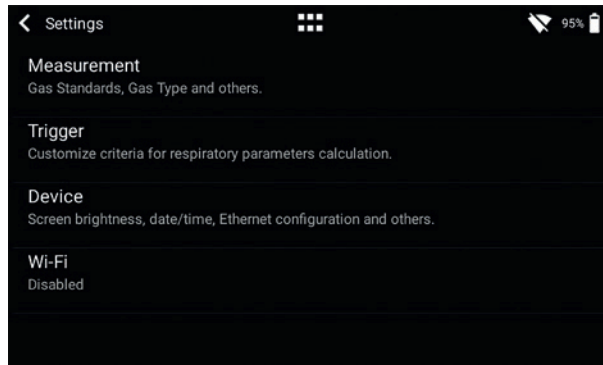 Settings
95%
Measurement
Gas Standards, Gas Type and others.
Trigger
Customize criteria for respiratory parameters calculation.
Device
Screen brightness, date/time, Ethernet configuration and others.
Wi-Fi
Disabled